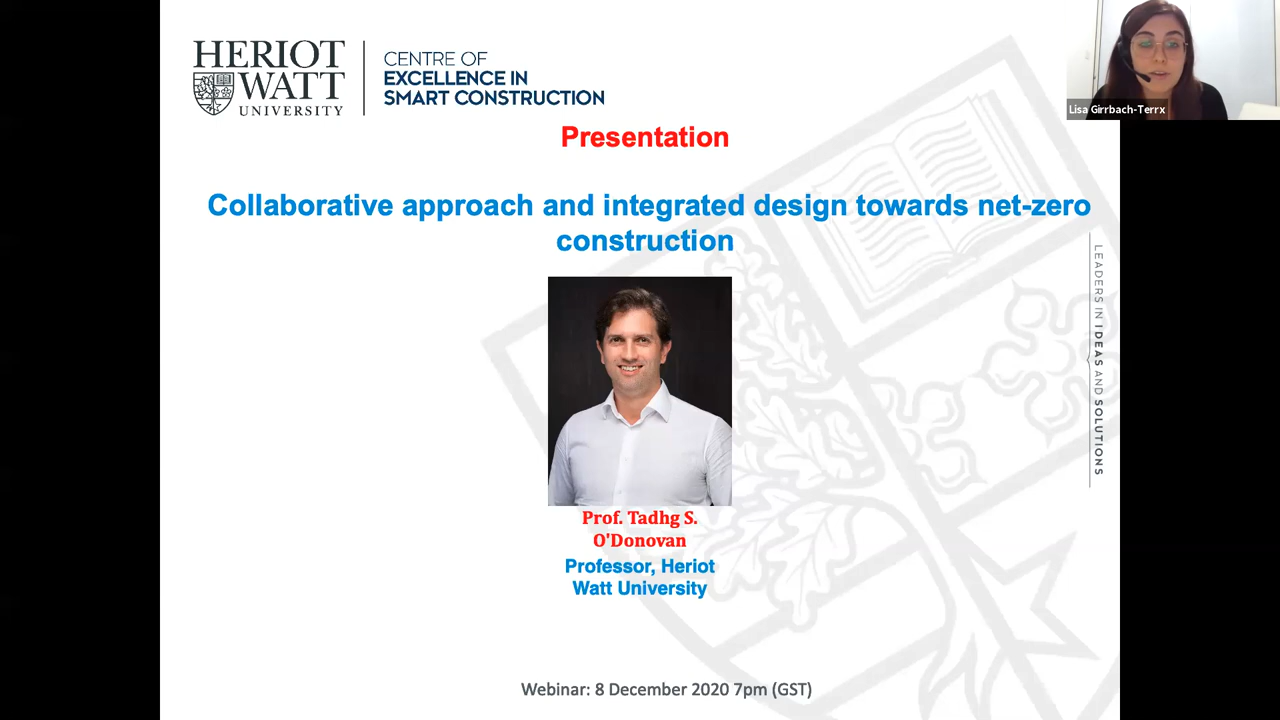 HERIOT
WATT
UNIVERSITY
CENTRE OF
EXCELLENCE IN
SMART CONSTRUCTION
Lisa Girrbach-Terrx
Presentation
Collaborative approach and integrated design towards net-zero
construction
LEADERS IN IDEAS AND SOLUTIONS
Prof. Tadhg S.
O'Donovan
Professor, Heriot
Watt University
Webinar: 8 December 2020 7pm (GST)